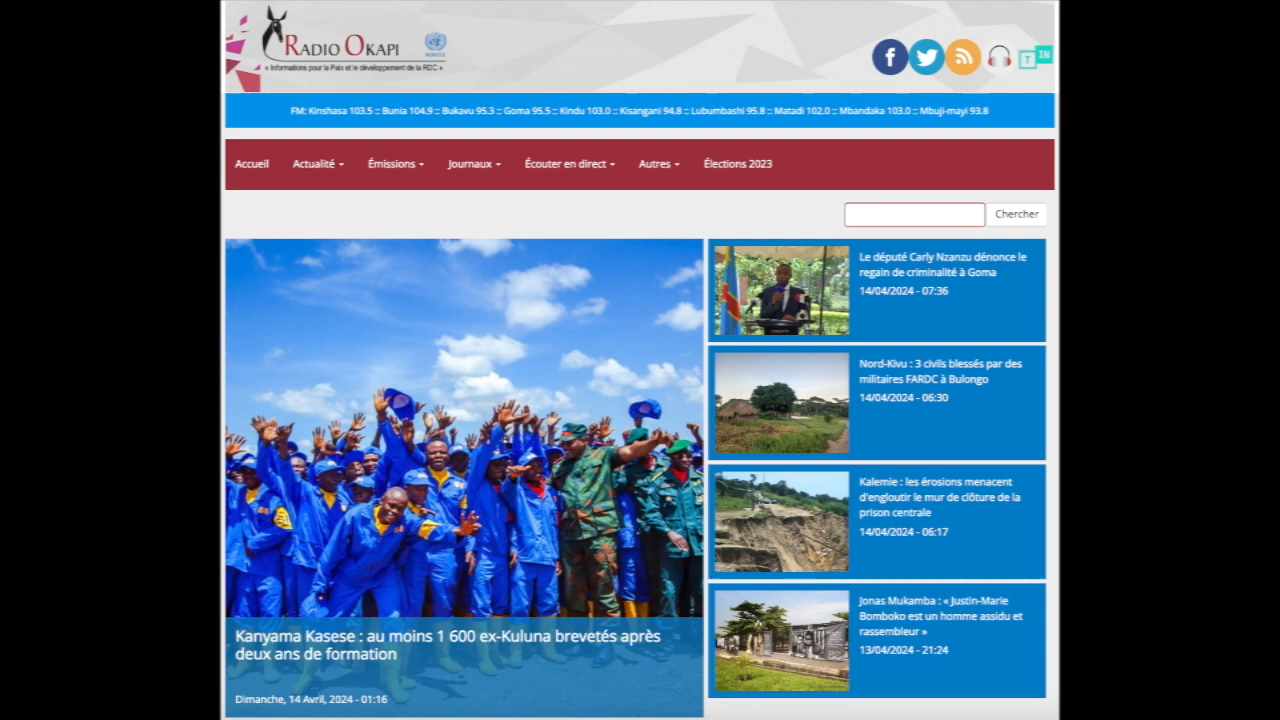 RADIO OKAPI
« Informations pour la Paix et le développement de la RDC »
T IN
FM: Kinshasa 103.5 :: Bunia 104.9 :: Bukavu 95.3 :: Goma 95.5 :: Kindu 103.0 :: Kisangani 94.8 :: Lubumbashi 95.8 :: Matadi 102.0 :: Mbandaka 103.0 :: Mbuji-mayi 93.8
Accueil Actualité Émissions Journaux Écouter en direct Autres Élections 2023
Chercher
Kanyama Kasese : au moins 1 600 ex-Kuluna brevetés après
deux ans de formation
Dimanche, 14 Avril, 2024 - 01:16
Le député Carly Nzanzu dénonce le
regain de criminalité à Goma
14/04/2024 - 07:36
Nord-Kivu : 3 civils blessés par des
militaires FARDC à Bulongo
14/04/2024 - 06:30
Kalemie : les érosions menacent
d'engloutir le mur de clôture de la
prison centrale
14/04/2024 - 06:17
Jonas Mukamba : « Justin-Marie
Bomboko est un homme assidu et
rassembleur »
13/04/2024 - 21:24